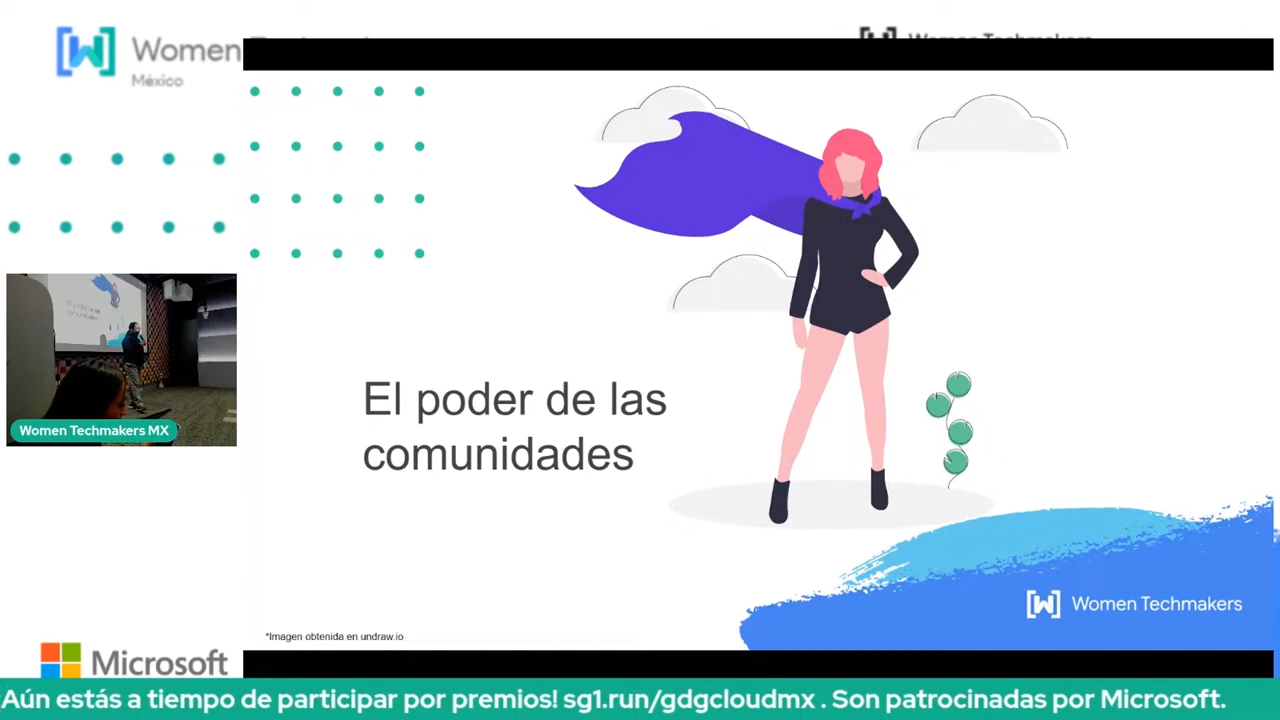 Women
México
El poder de las
comunidades
Women Techmakers MX
Women Techmakers
*Imagen obtenida en undraw.io
Microsoft
¡Aún estás a tiempo de participar por premios! sg1.run/gdgcloudmx . Son patrocinadas por Microsoft.